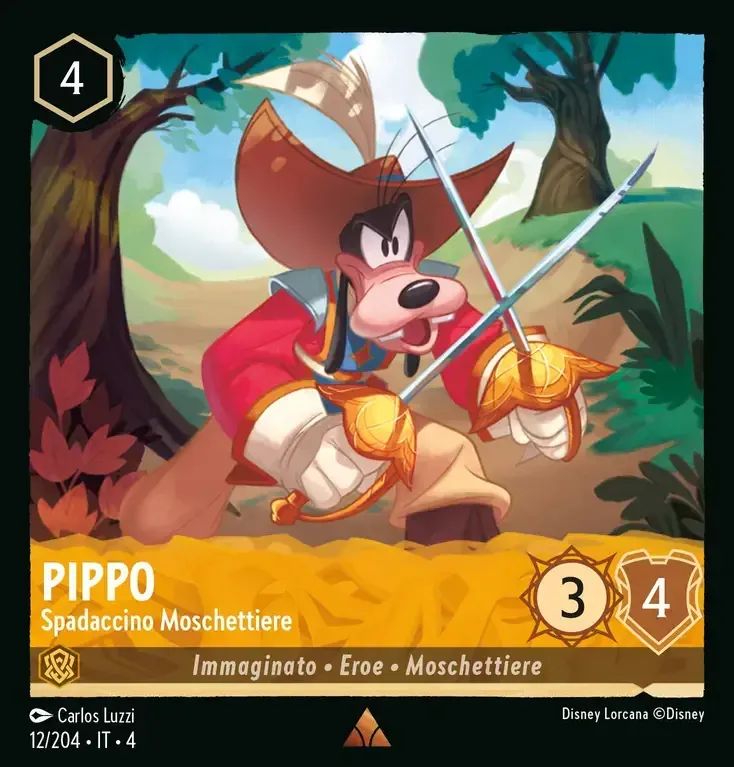 4
PIPPO
Spadaccino Moschettiere
3
4
Immaginato • Eroe • Moschettiere
Carlos Luzzi
Disney Lorcana ©Disney
12/204 • IT • 4